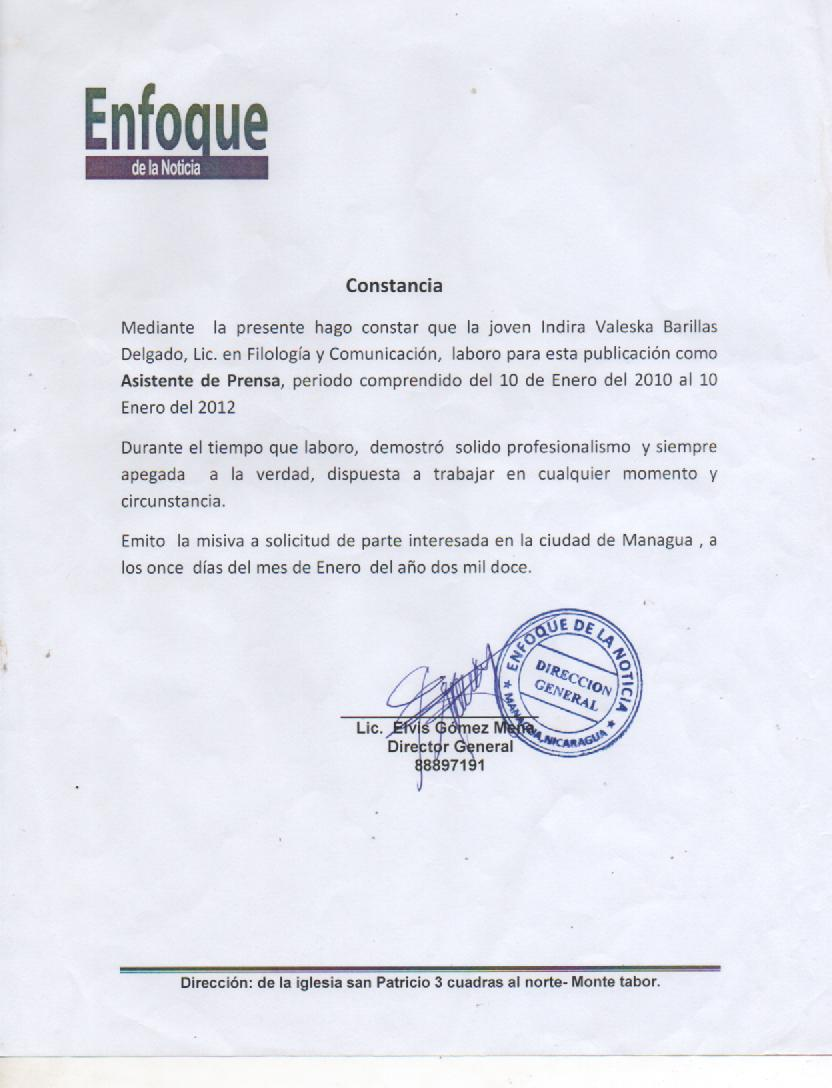 Enfoque
de la Noticia
Constancia
Mediante la presente hago constar que la joven Indira Valeska Barillas
Delgado, Lic. en Filología y Comunicación, laboro para esta publicación como
Asistente de Prensa, periodo comprendido del 10 de Enero del 2010 al 10
Enero del 2012
Durante el tiempo que laboro, demostró solido profesionalismo y siempre
apegada a la verdad, dispuesta a trabajar en cualquier momento y
circunstancia.
Emito la misiva a solicitud de parte interesada en la ciudad de Managua , a
los once días del mes de Enero del año dos mil doce.
ENFOQUE DE LA NOTICIA
DIRECCION
GENERAL
MANAGUA, NICARAGUA
Lic. Elvis Gómez Mena
Director General
88897191
Dirección: de la iglesia san Patricio 3 cuadras al norte- Monte tabor.